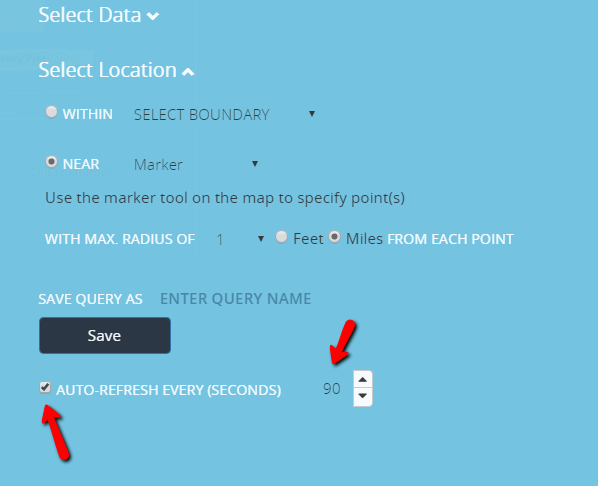 Select Data
Select Location
WITHIN SELECT BOUNDARY
NEAR Marker
Use the marker tool on the map to specify point(s)
WITH MAX. RADIUS OF 1 Feet Miles FROM EACH POINT
SAVE QUERY AS ENTER QUERY NAME
Save
AUTO-REFRESH EVERY (SECONDS) 90